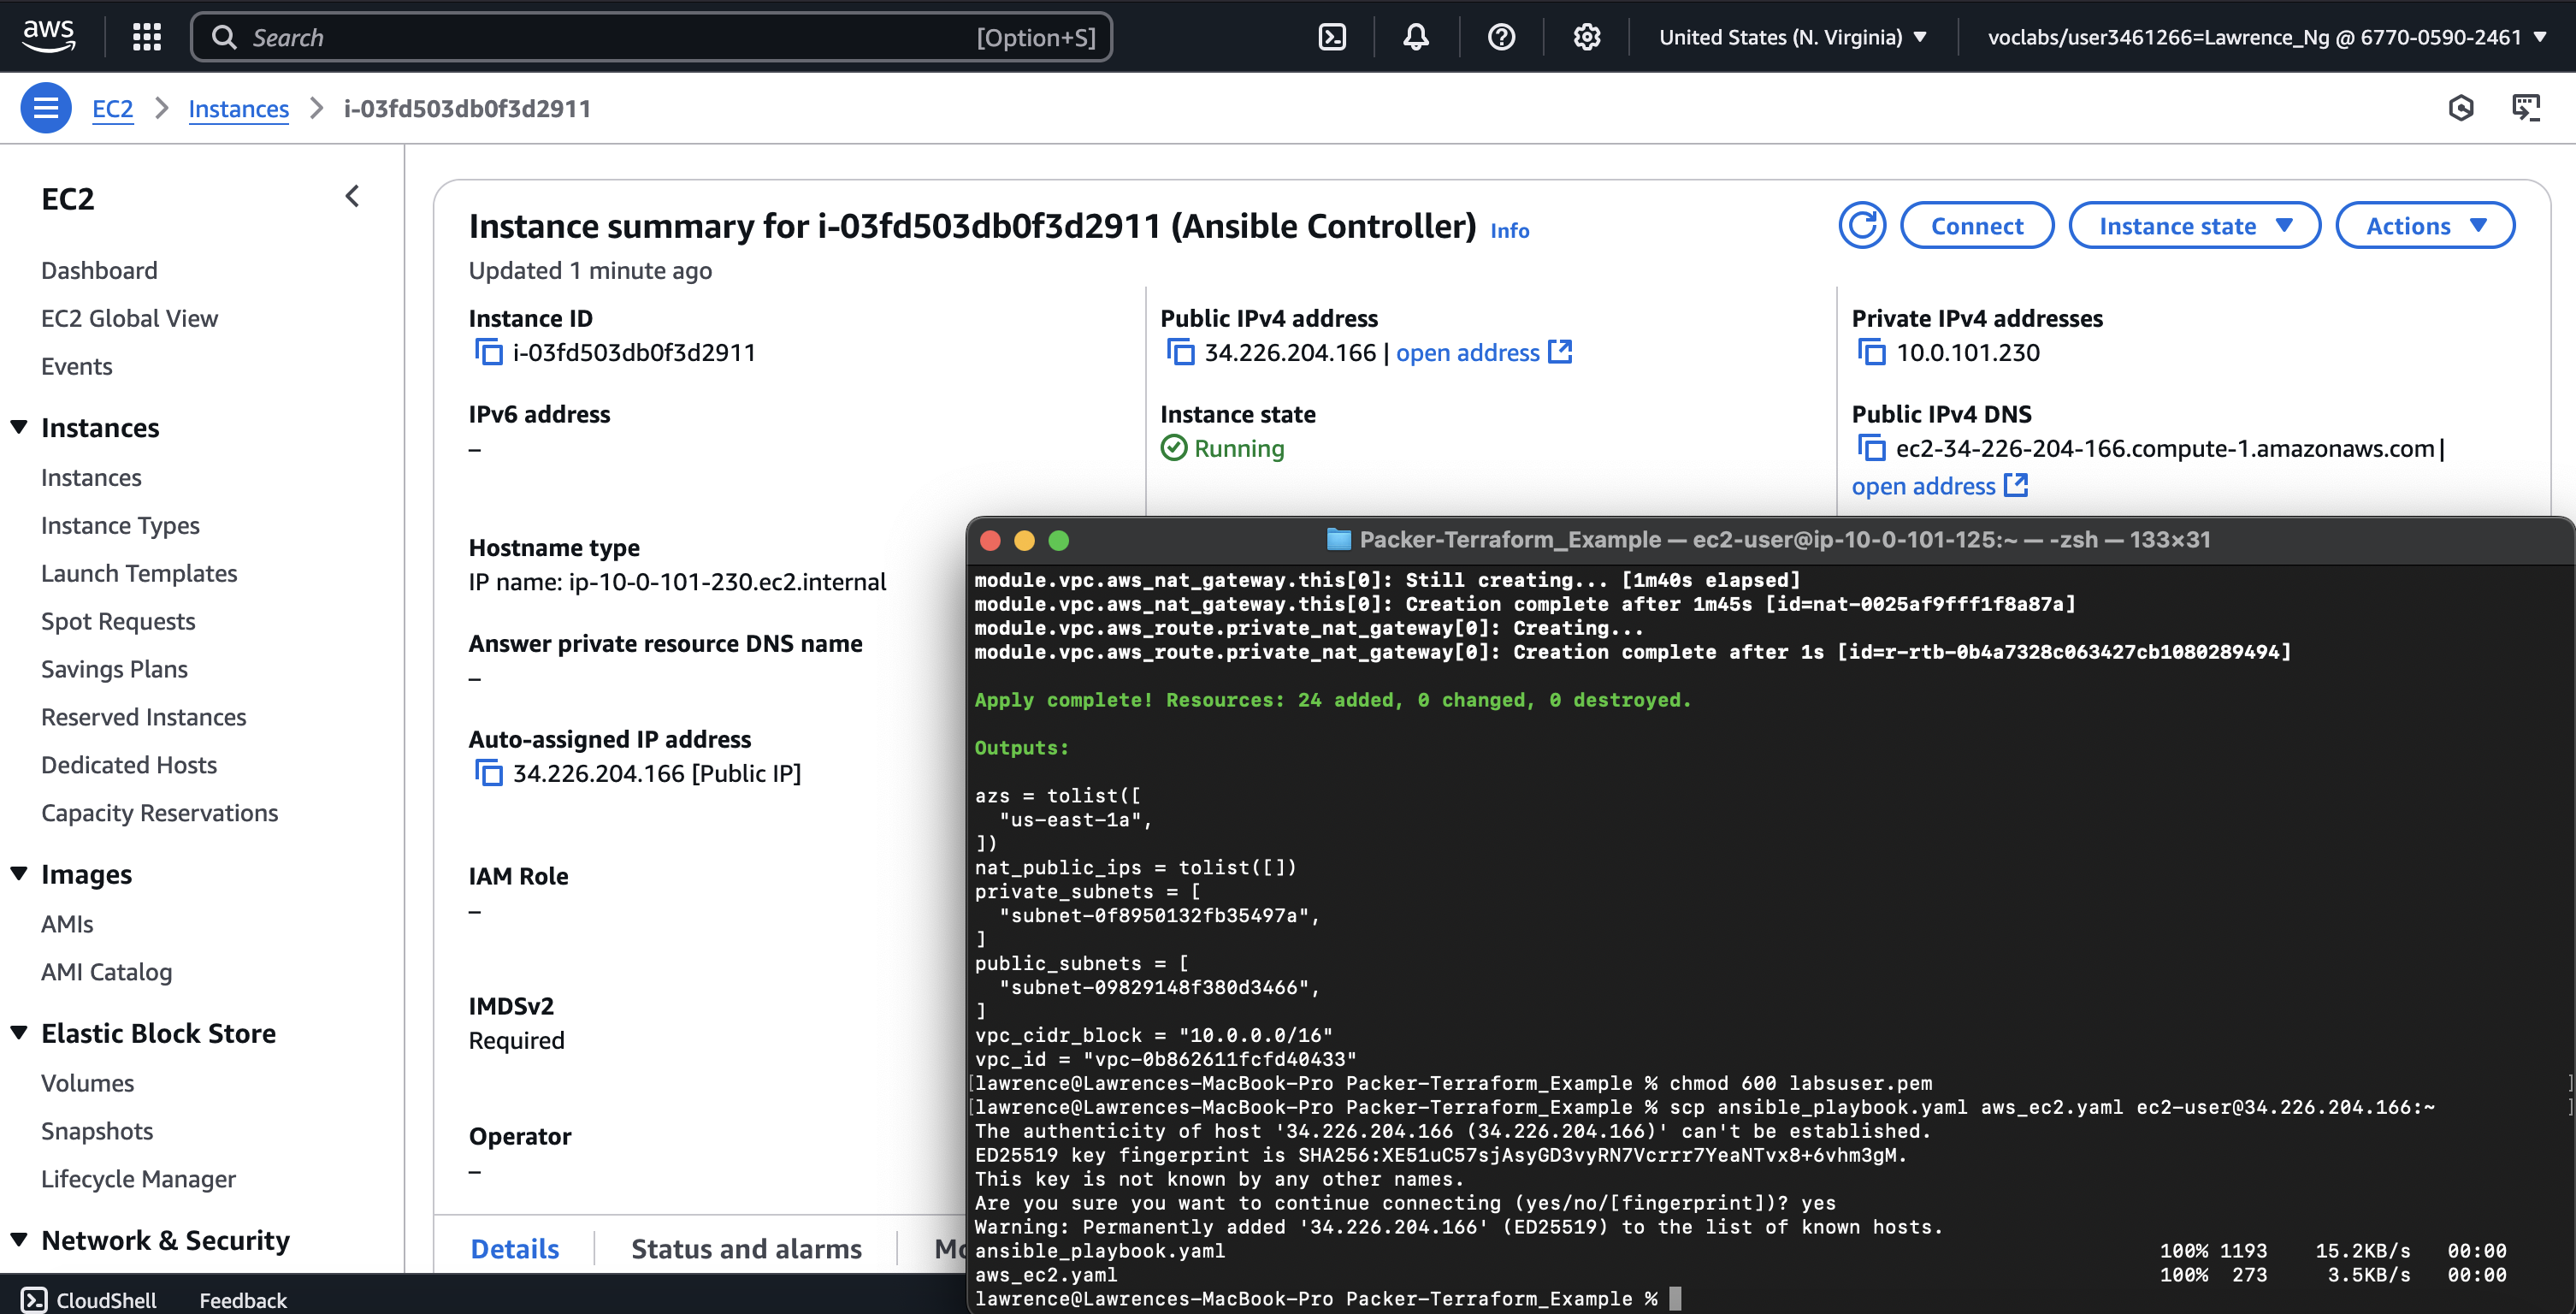 aws
Search [Option+S]
United States (N. Virginia)
voclabs/user3461266=Lawrence_Ng @ 6770-0590-2461
EC2 Instances i-03fd503db0f3d2911
EC2
Dashboard
EC2 Global View
Events
Instances
Instances
Instance Types
Launch Templates
Spot Requests
Savings Plans
Reserved Instances
Dedicated Hosts
Capacity Reservations
Images
AMIs
AMI Catalog
Elastic Block Store
Volumes
Snapshots
Lifecycle Manager
Network & Security
Instance summary for i-03fd503db0f3d2911 (Ansible Controller) Info
Updated 1 minute ago
Connect
Instance state
Actions
Instance ID
i-03fd503db0f3d2911
IPv6 address
–
Hostname type
IP name: ip-10-0-101-230.ec2.internal
Answer private resource DNS name
–
Auto-assigned IP address
34.226.204.166 [Public IP]
IAM Role
–
IMDSv2
Required
Operator
–
Public IPv4 address
34.226.204.166 | open address
Instance state
Running
Private IPv4 addresses
10.0.101.230
Public IPv4 DNS
ec2-34-226-204-166.compute-1.amazonaws.com |
open address
Details
Status and alarms
Packer-Terraform_Example — ec2-user@ip-10-0-101-125:~ — -zsh — 133×31
module.vpc.aws_nat_gateway.this[0]: Still creating... [1m40s elapsed]
module.vpc.aws_nat_gateway.this[0]: Creation complete after 1m45s [id=nat-0025af9fff1f8a87a]
module.vpc.aws_route.private_nat_gateway[0]: Creating...
module.vpc.aws_route.private_nat_gateway[0]: Creation complete after 1s [id=r-rtb-0b4a7328c063427cb1080289494]
Apply complete! Resources: 24 added, 0 changed, 0 destroyed.
Outputs:
azs = tolist([
"us-east-1a",
])
nat_public_ips = tolist([])
private_subnets = [
"subnet-0f8950132fb35497a",
]
public_subnets = [
"subnet-09829148f380d3466",
]
vpc_cidr_block = "10.0.0.0/16"
vpc_id = "vpc-0b862611fcfd40433"
[lawrence@Lawrences-MacBook-Pro Packer-Terraform_Example % chmod 600 labsuser.pem ]
[lawrence@Lawrences-MacBook-Pro Packer-Terraform_Example % scp ansible_playbook.yaml aws_ec2.yaml ec2-user@34.226.204.166:~ ]
The authenticity of host '34.226.204.166 (34.226.204.166)' can't be established.
ED25519 key fingerprint is SHA256:XE51uC57sjAsyGD3vyRN7Vcrrr7YeaNTvx8+6vhm3gM.
This key is not known by any other names.
Are you sure you want to continue connecting (yes/no/[fingerprint])? yes
Warning: Permanently added '34.226.204.166' (ED25519) to the list of known hosts.
ansible_playbook.yaml 100% 1193 15.2KB/s 00:00
aws_ec2.yaml 100% 273 3.5KB/s 00:00
lawrence@Lawrences-MacBook-Pro Packer-Terraform_Example %
CloudShell
Feedback